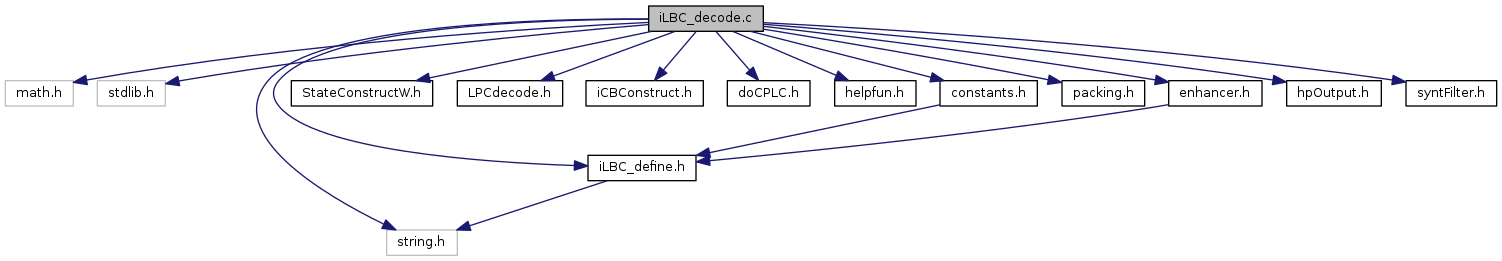 iLBC_decode.c
math.h
stdlib.h
StateConstructW.h
LPCdecode.h
iCBConstruct.h
doCPLC.h
helpfun.h
constants.h
packing.h
enhancer.h
hpOutput.h
syntFilter.h
iLBC_define.h
string.h